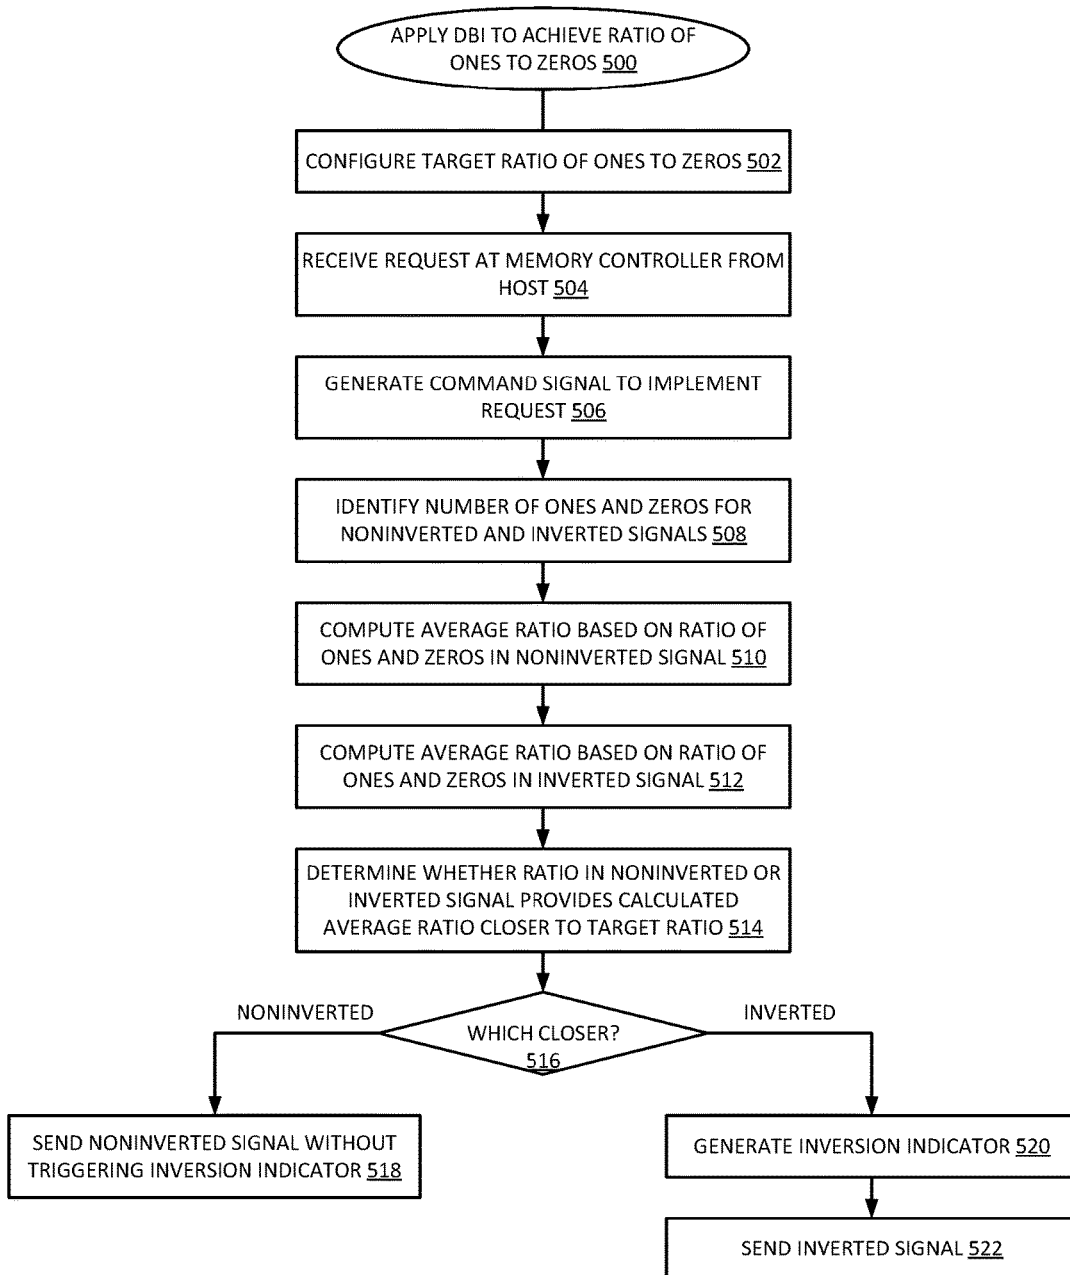 APPLY DBI TO ACHIEVE RATIO OF
ONES TO ZEROS 500
CONFIGURE TARGET RATIO OF ONES TO ZEROS 502
RECEIVE REQUEST AT MEMORY CONTROLLER FROM
HOST 504
GENERATE COMMAND SIGNAL TO IMPLEMENT
REQUEST 506
IDENTIFY NUMBER OF ONES AND ZEROS FOR
NONINVERTED AND INVERTED SIGNALS 508
COMPUTE AVERAGE RATIO BASED ON RATIO OF
ONES AND ZEROS IN NONINVERTED SIGNAL 510
COMPUTE AVERAGE RATIO BASED ON RATIO OF
ONES AND ZEROS IN INVERTED SIGNAL 512
DETERMINE WHETHER RATIO IN NONINVERTED OR
INVERTED SIGNAL PROVIDES CALCULATED
AVERAGE RATIO CLOSER TO TARGET RATIO 514
NONINVERTED
INVERTED
WHICH CLOSER?
516
SEND NONINVERTED SIGNAL WITHOUT
TRIGGERING INVERSION INDICATOR 518
GENERATE INVERSION INDICATOR 520
SEND INVERTED SIGNAL 522